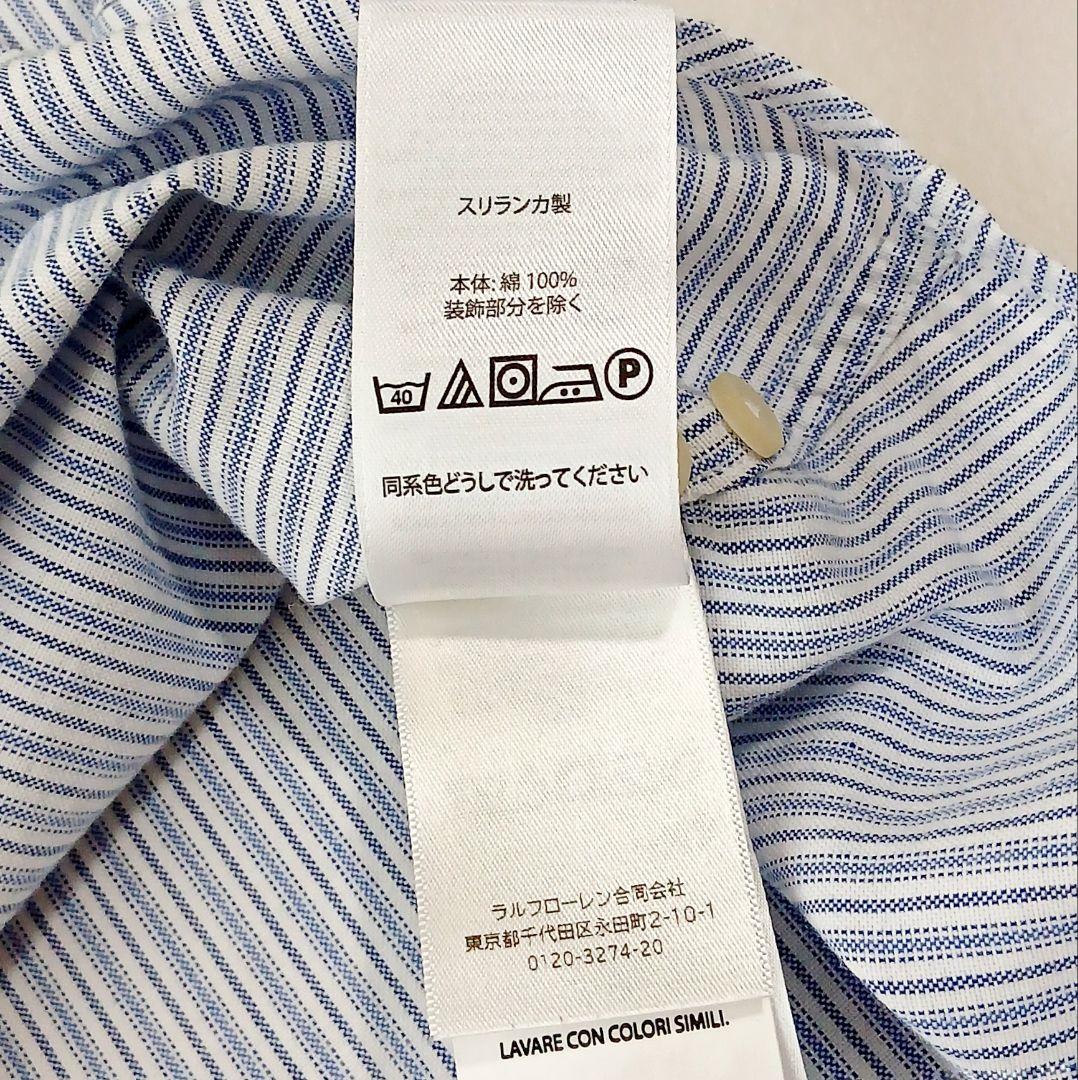 スリランカ製
本体: 綿 100%
装飾部分を除く
40
P
同系色どうしで洗ってください
ラルフローレン合同会社
東京都千代田区永田町2-10-1
0120-3274-20
LAVARE CON COLORI SIMILI.